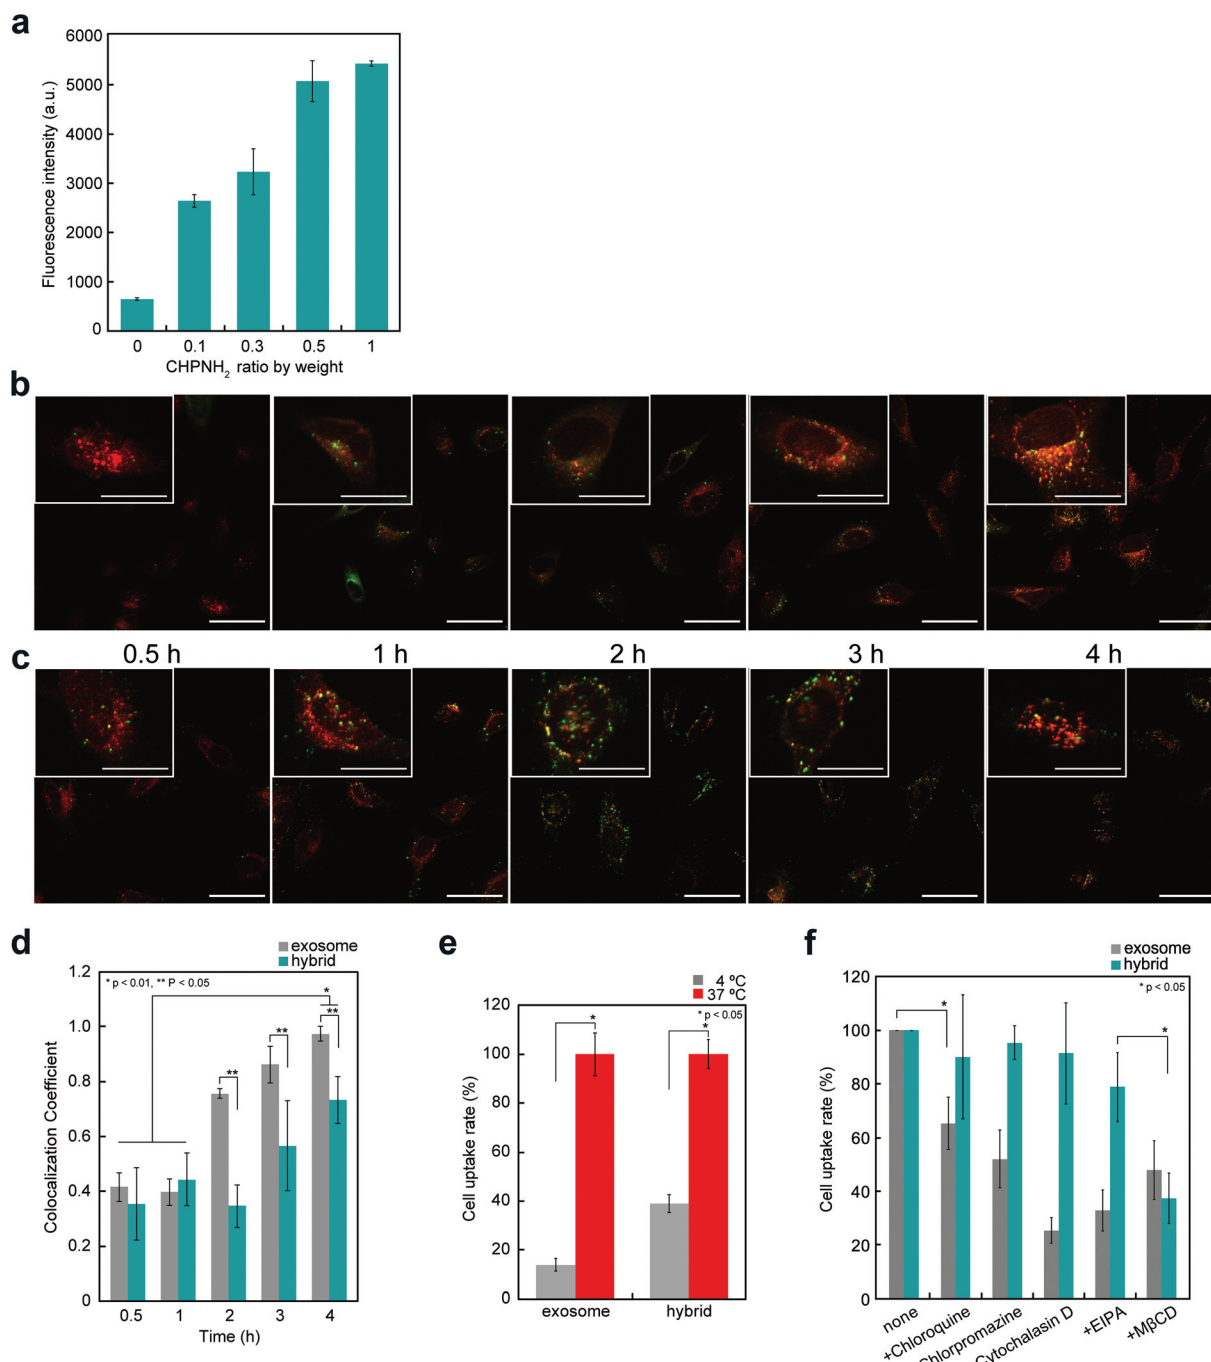 a
6000
5000
4000
3000
2000
1000
0
Fluorescence intensity (a.u.)
0 0.1 0.3 0.5 1
CHPNH2 ratio by weight
b
c
0.5 h 1 h 2 h 3 h 4 h
d
exosome
hybrid
* p < 0.01, ** P < 0.05
*
**
**
**
1.2
1.0
0.8
0.6
0.4
0.2
0
Colocalization Coefficient
0.5 1 2 3 4
Time (h)
e
4 ºC
37 ºC
* p < 0.05
*
*
120
100
80
60
40
20
0
Cell uptake rate (%)
exosome hybrid
f
exosome
hybrid
* p < 0.05
*
*
120
100
80
60
40
20
0
Cell uptake rate (%)
none
+Chloroquine
Chlorpromazine
Cytochalasin D
+EIPA
+MβCD